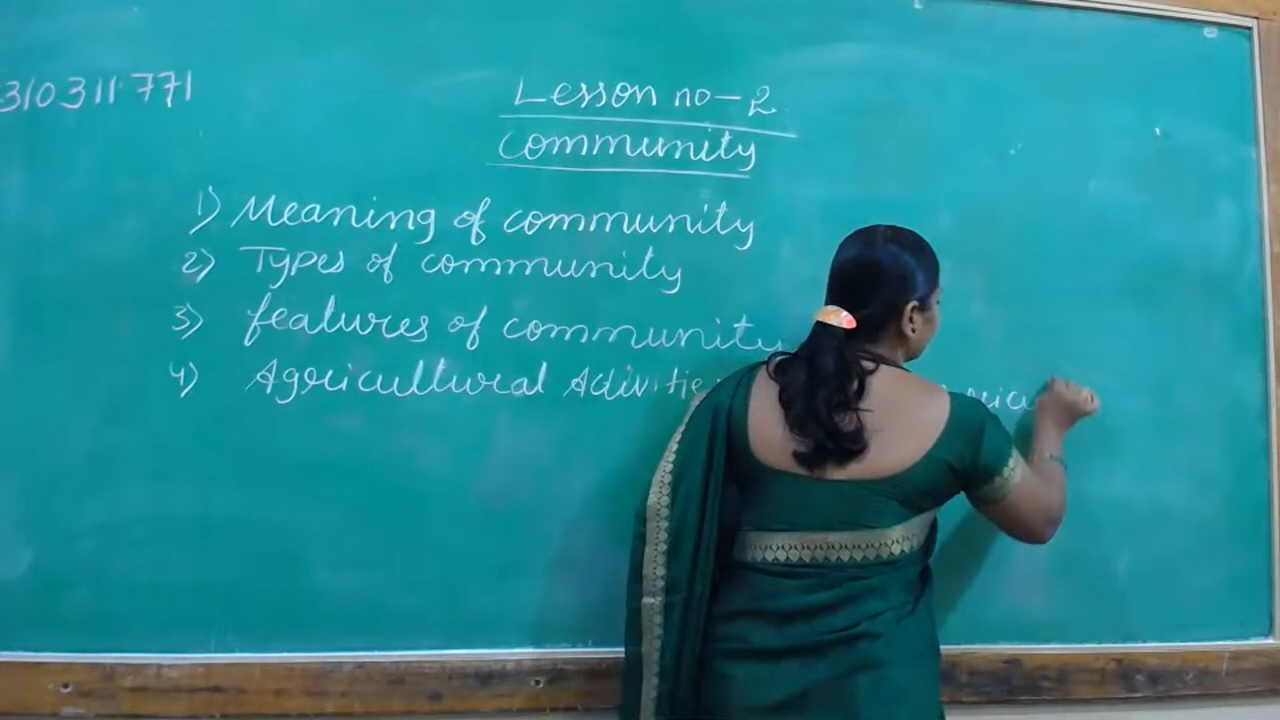 310311771
Lesson no-2
community
1) Meaning of community
2) Types of community
3) features of community
4) Agricultural Activitie